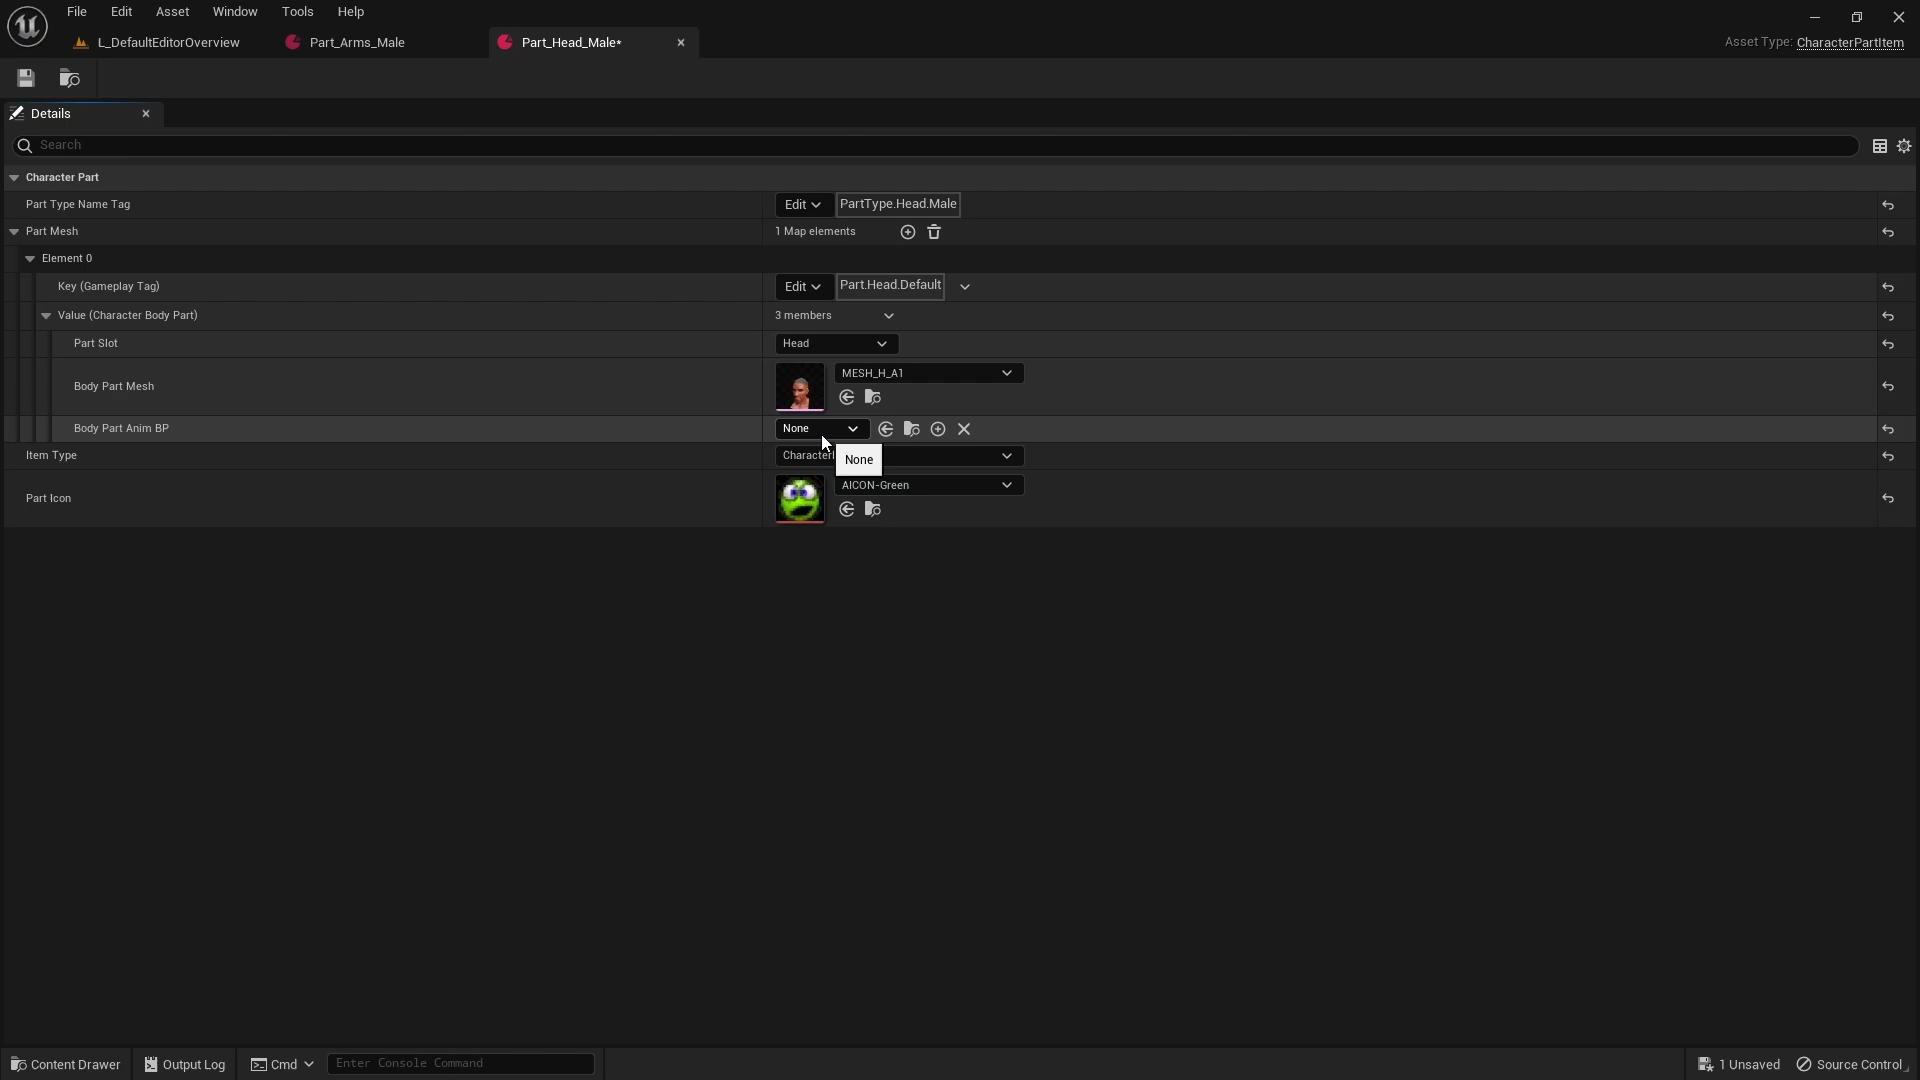 File Edit Asset Window Tools Help
L_DefaultEditorOverview Part_Arms_Male Part_Head_Male* Asset Type: CharacterPartItem
Details
Search
Character Part
Part Type Name Tag Edit PartType.Head.Male
Part Mesh 1 Map elements
Element 0
Key (Gameplay Tag) Edit Part.Head.Default
Value (Character Body Part) 3 members
Part Slot Head
Body Part Mesh MESH_H_A1
Body Part Anim BP None
Item Type None
Part Icon AICON-Green
Content Drawer Output Log Cmd Enter Console Command 1 Unsaved Source Control